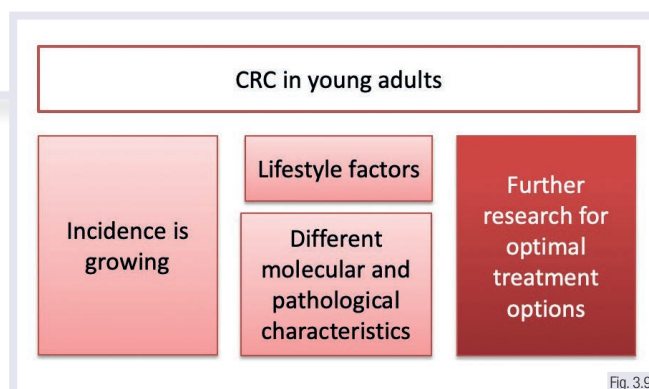 CRC in young adults
Incidence is
growing
Lifestyle factors
Different
molecular and
pathological
characteristics
Further
research for
optimal
treatment
options
Fig. 3.9